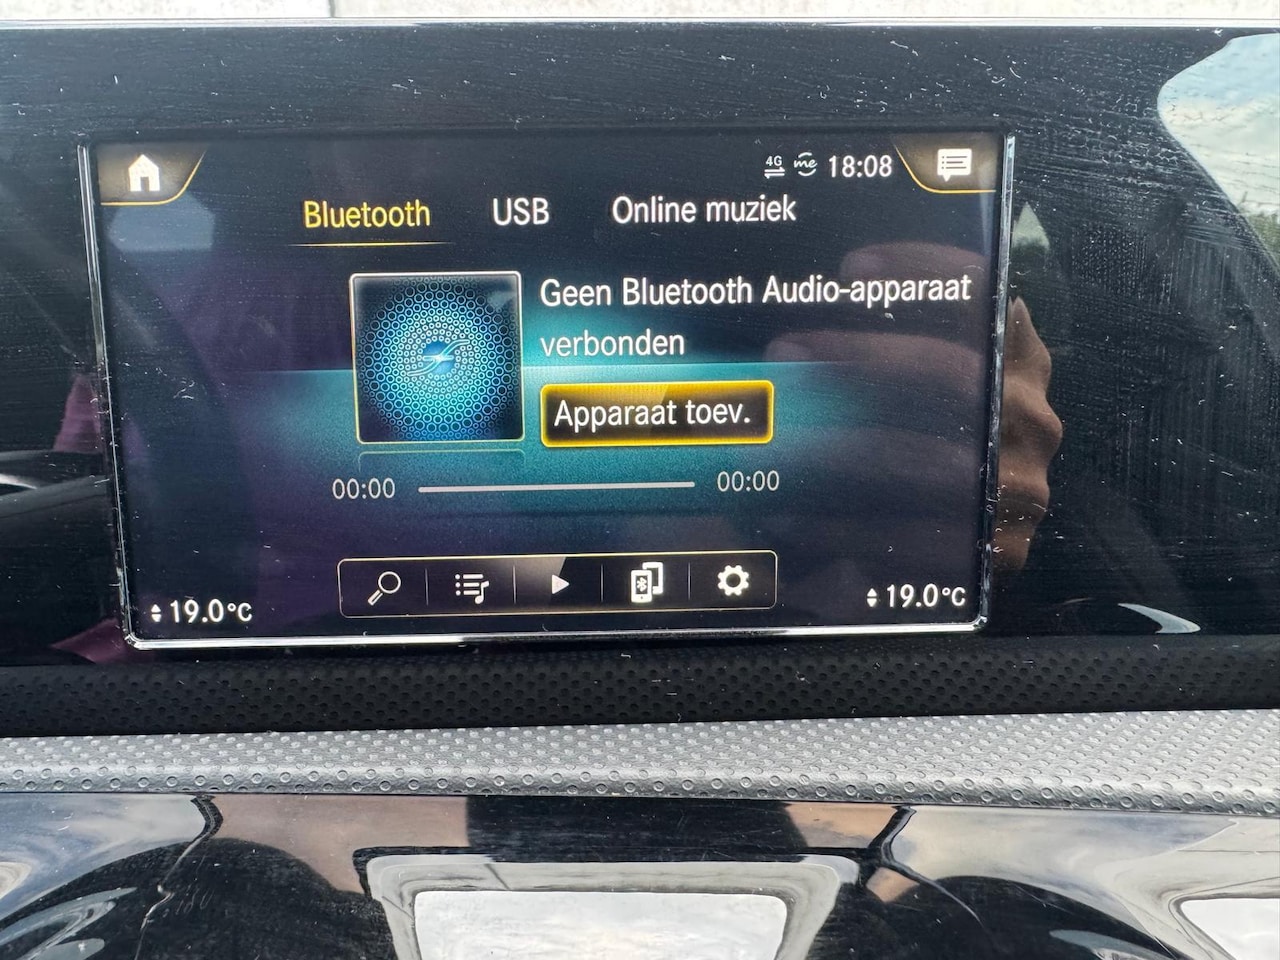 4G me 18:08
Bluetooth USB Online muziek
Geen Bluetooth Audio-apparaat
verbonden
Apparaat toev.
00:00 00:00
19.0°C 19.0°C